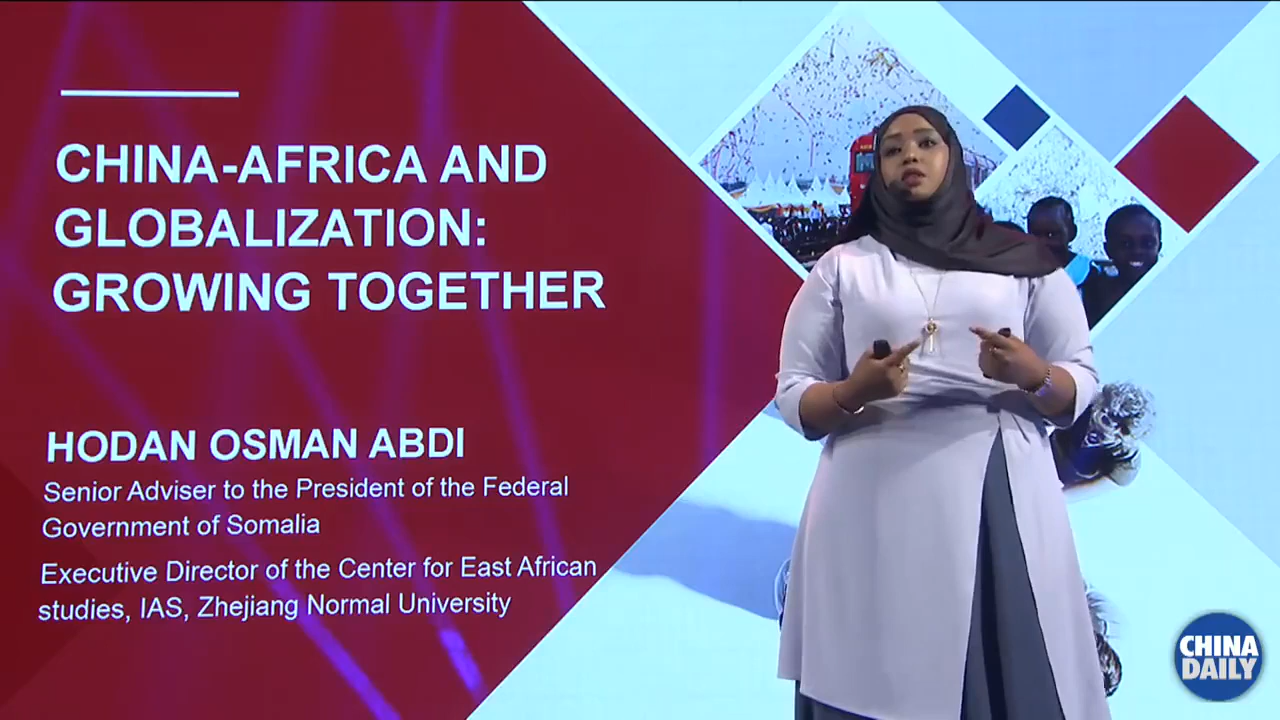 CHINA-AFRICA AND
GLOBALIZATION:
GROWING TOGETHER
HODAN OSMAN ABDI
Senior Adviser to the President of the Federal
Government of Somalia
Executive Director of the Center for East African
studies, IAS, Zhejiang Normal University
CHINA
DAILY